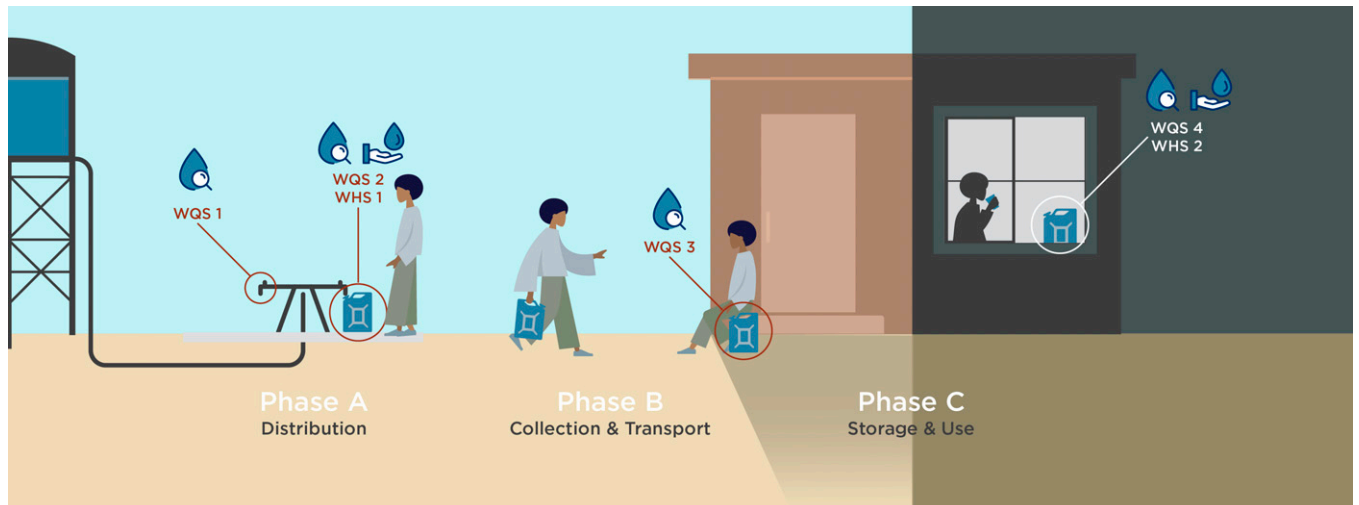 WQS 1
WQS 2
WHS 1
WQS 3
WQS 4
WHS 2
Phase A
Distribution
Phase B
Collection & Transport
Phase C
Storage & Use